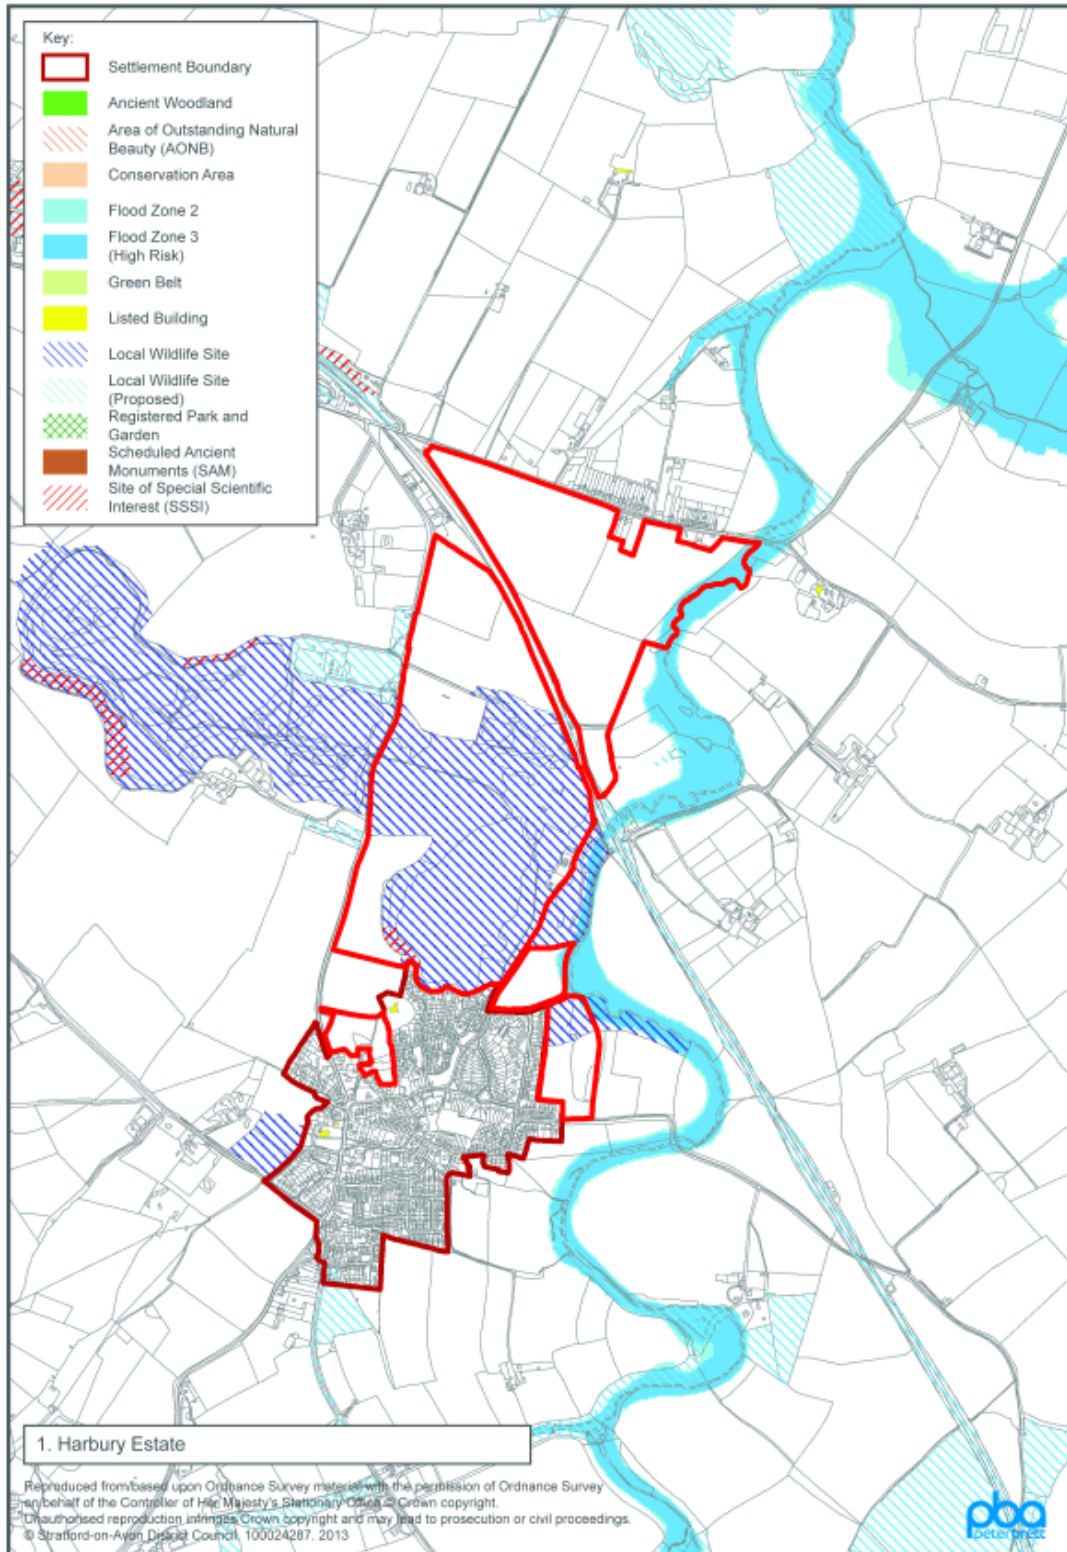 Key:
Settlement Boundary
Ancient Woodland
Area of Outstanding Natural
Beauty (AONB)
Conservation Area
Flood Zone 2
Flood Zone 3
(High Risk)
Green Belt
Listed Building
Local Wildlife Site
Local Wildlife Site
(Proposed)
Registered Park and
Garden
Scheduled Ancient
Monuments (SAM)
Site of Special Scientific
Interest (SSSI)
1. Harbury Estate
Reproduced from/based upon Ordnance Survey material with the permission of Ordnance Survey
on behalf of the Controller of Her Majesty's Stationary Office © Crown copyright.
Unauthorised reproduction infringes Crown copyright and may lead to prosecution or civil proceedings.
© Stratford-on-Avon District Council, 100024287. 2013
pba
peterbrett